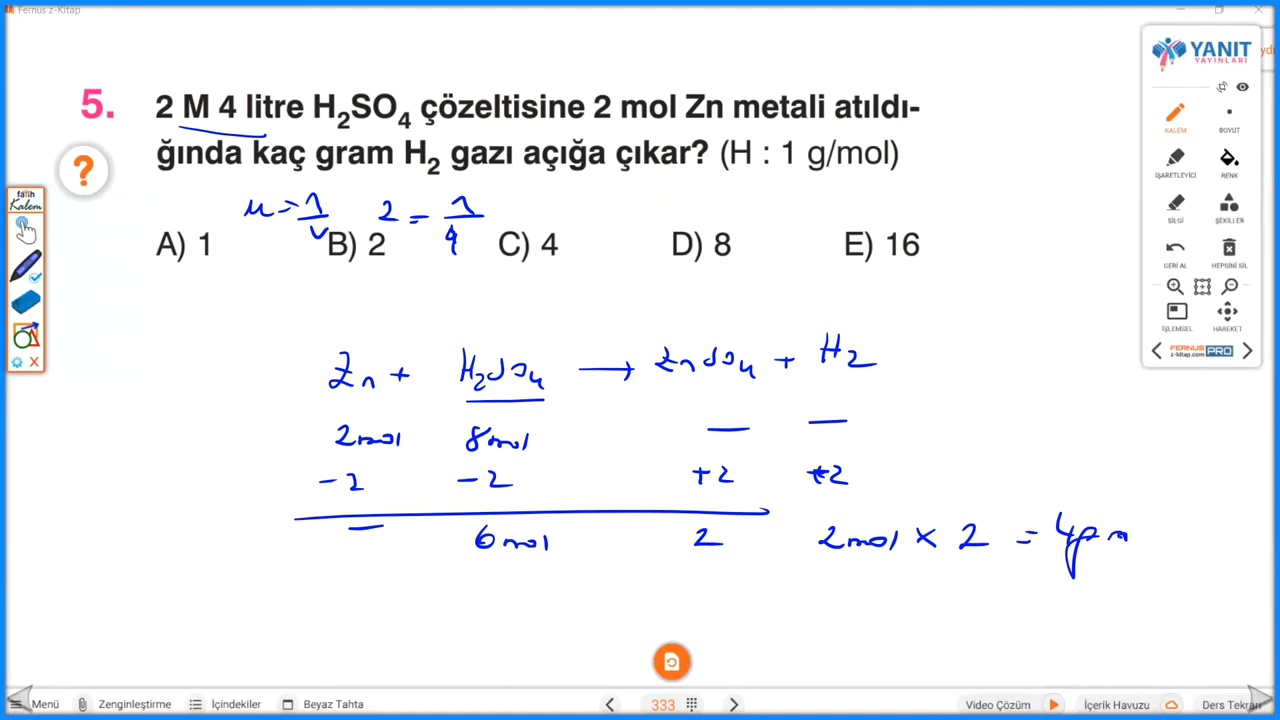 Fernus z-Kitap
YANIT
YAYINLARI
5. 2 M 4 litre H₂SO₄ çözeltisine 2 mol Zn metali atıldı-
ğında kaç gram H₂ gazı açığa çıkar? (H : 1 g/mol)
?
A) 1 B) 2 C) 4 D) 8 E) 16
M = n/v 2 = n/4
Zn + H₂SO₄ → ZnSO₄ + H₂
2mol 8mol — —
-2 -2 +2 +2
— 6mol 2 2mol x 2 = 4gram
fatih
Kalem
KALEM BOYUT
İŞARETLEYİCİ RENK
SİLGİ ŞEKİLLER
GERİ AL HEPSİNİ SİL
İŞLEMSEL HAREKET
FERNUS
z-kitap.com PRO
Menü Zenginleştirme İçindekiler Beyaz Tahta 333 Video Çözüm İçerik Havuzu Ders Tekrarı